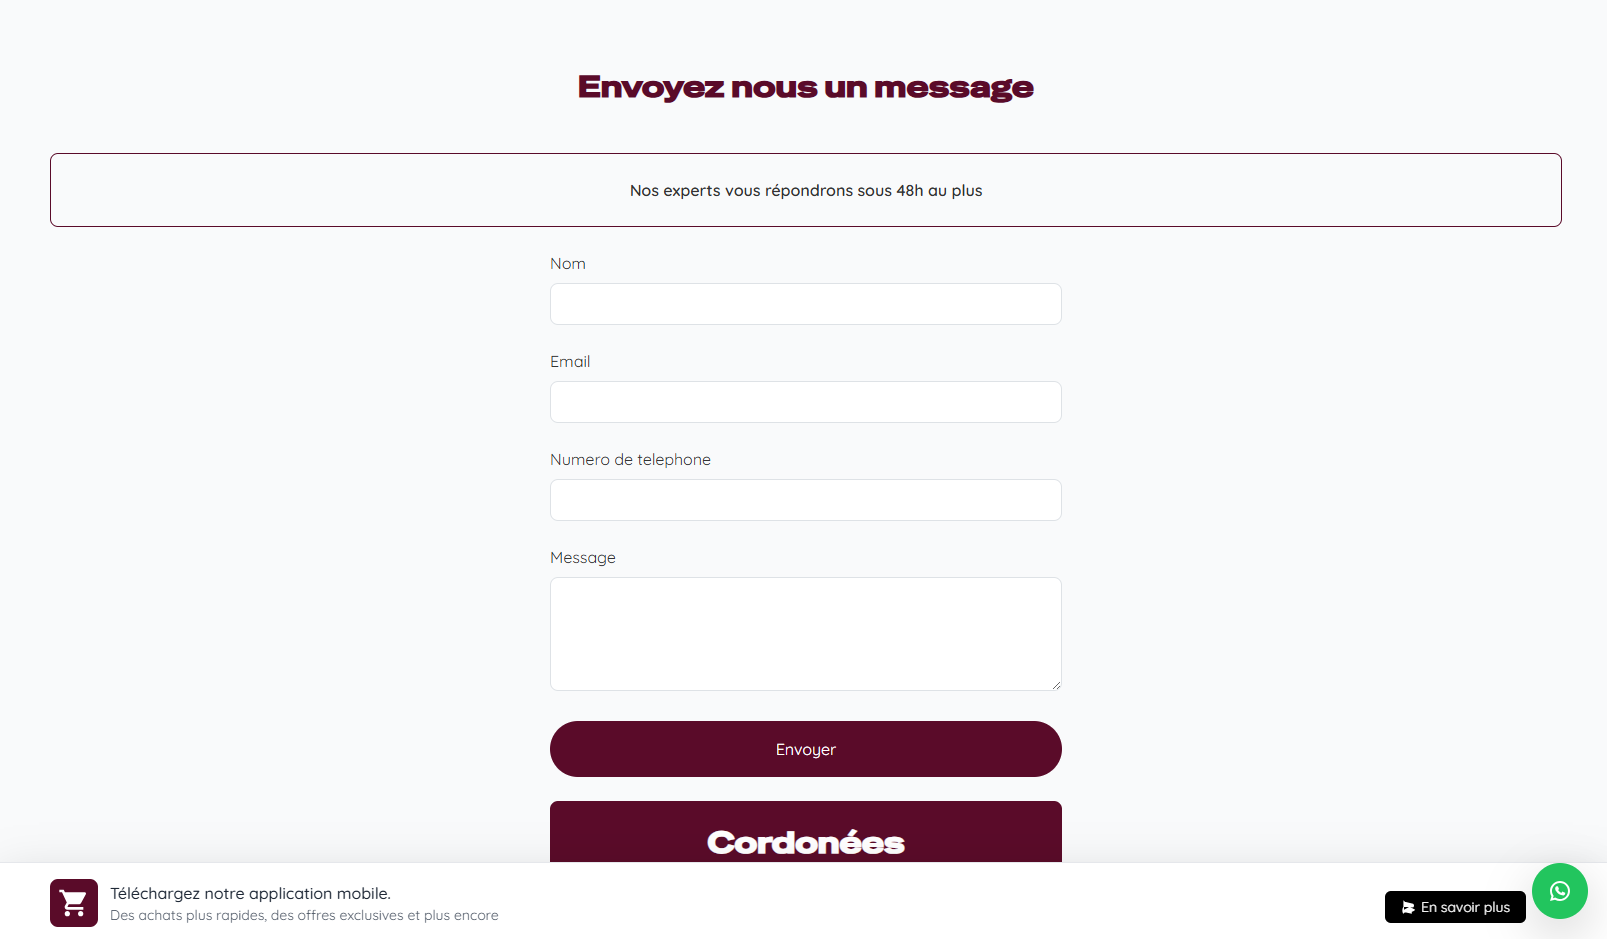 Envoyez nous un message
Nos experts vous répondrons sous 48h au plus
Nom
Email
Numero de telephone
Message
Envoyer
Cordonées
Téléchargez notre application mobile.
Des achats plus rapides, des offres exclusives et plus encore
En savoir plus